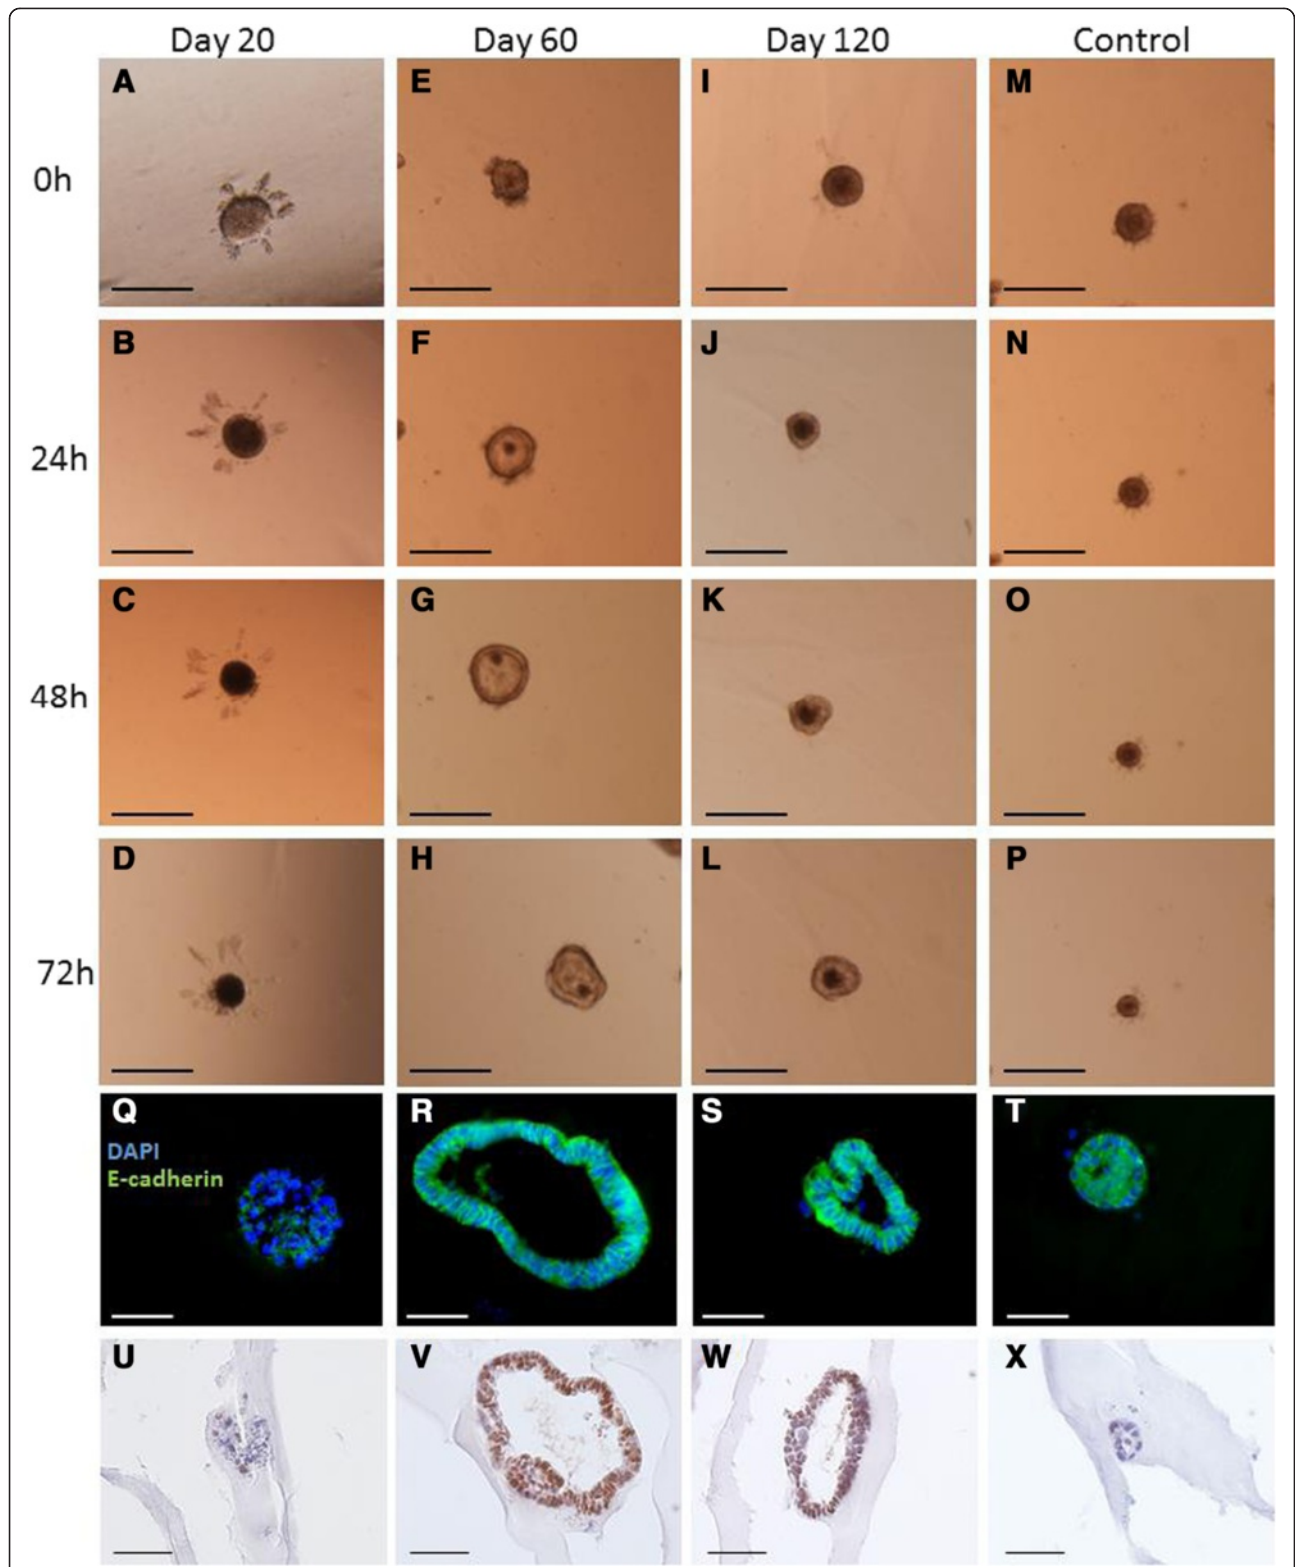 Day 20 Day 60 Day 120 Control
0h A E I M
24h B F J N
48h C G K O
72h D H L P
Q R S T
DAPI
E-cadherin
U V W X